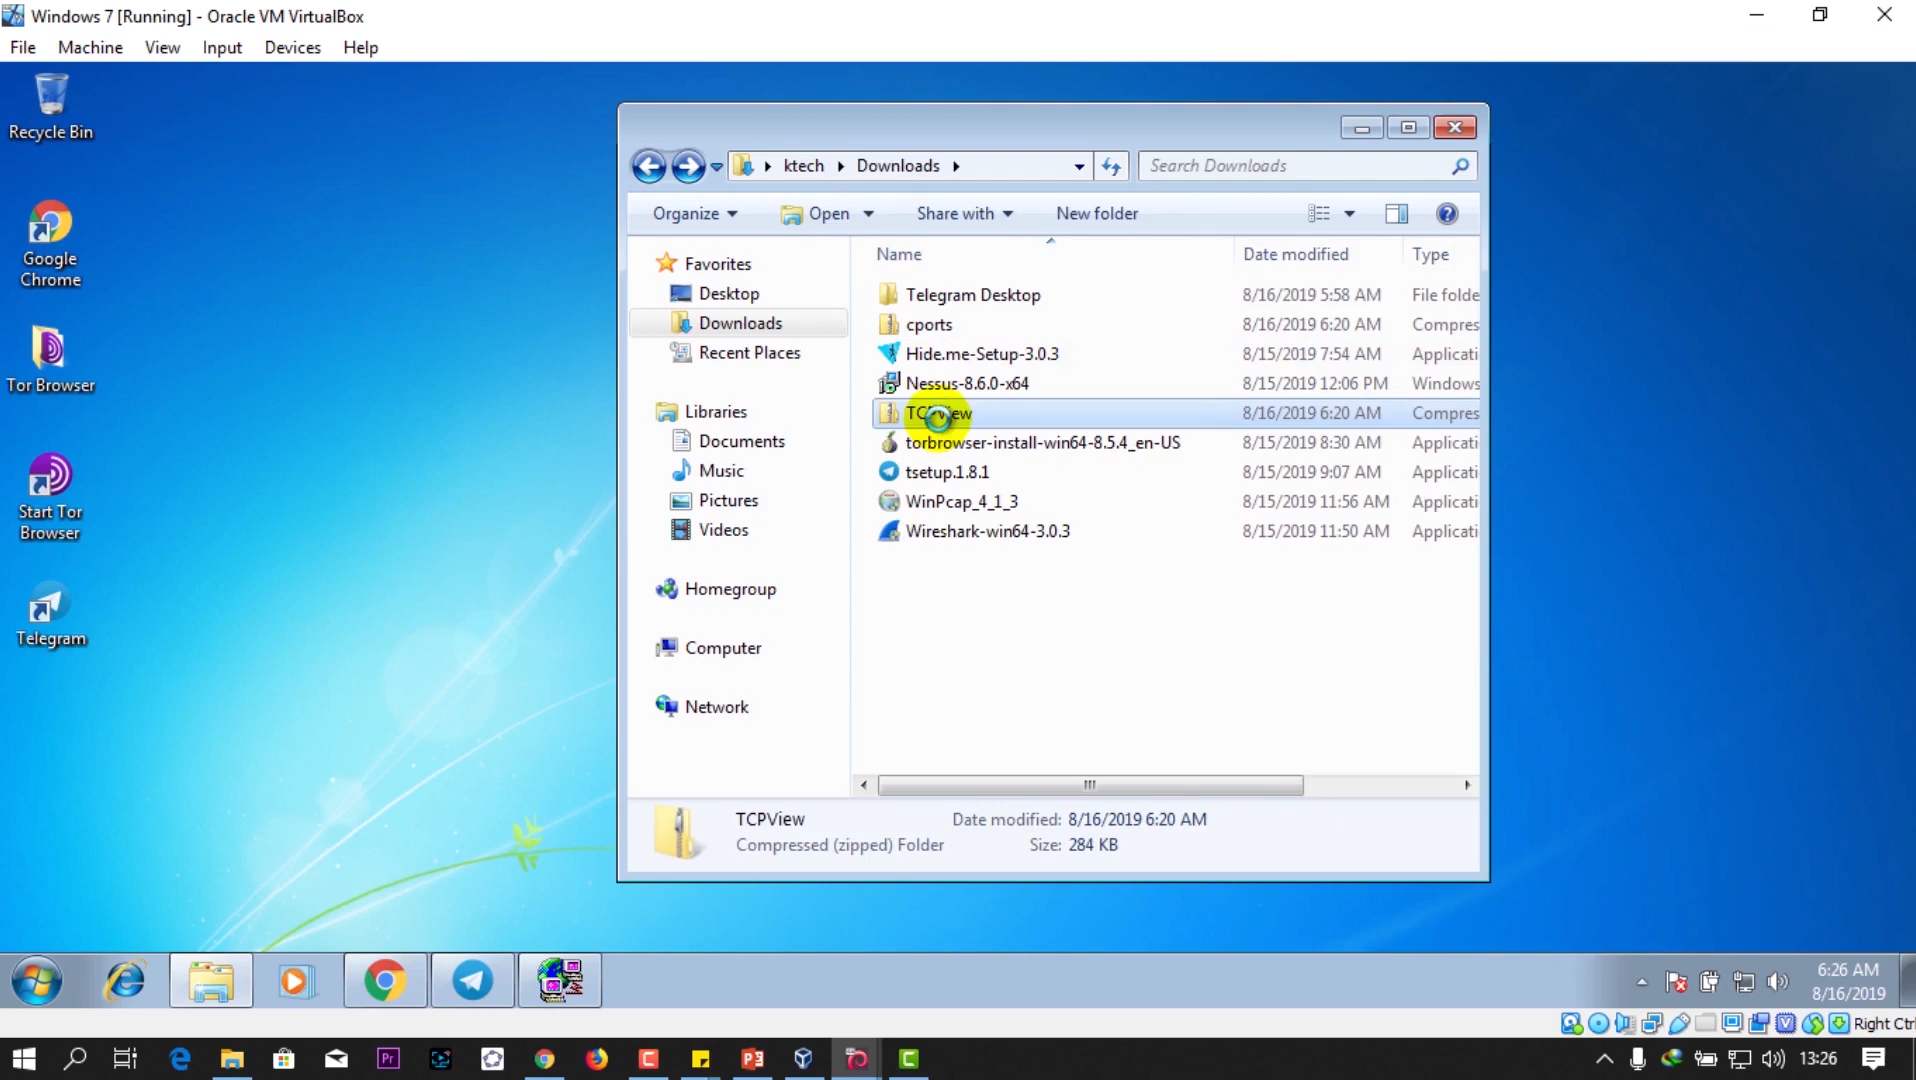 Windows 7 [Running] - Oracle VM VirtualBox
File Machine View Input Devices Help
Recycle Bin
Google
Chrome
Tor Browser
Start Tor
Browser
Telegram
ktech Downloads
Search Downloads
Organize Open Share with New folder
Favorites
Desktop
Downloads
Recent Places
Libraries
Documents
Music
Pictures
Videos
Homegroup
Computer
Network
Name Date modified Type
Telegram Desktop 8/16/2019 5:58 AM File folde
cports 8/16/2019 6:20 AM Compres
Hide.me-Setup-3.0.3 8/15/2019 7:54 AM Applicati
Nessus-8.6.0-x64 8/15/2019 12:06 PM Windows
TCPView 8/16/2019 6:20 AM Compres
torbrowser-install-win64-8.5.4_en-US 8/15/2019 8:30 AM Applicati
tsetup.1.8.1 8/15/2019 9:07 AM Applicati
WinPcap_4_1_3 8/15/2019 11:56 AM Applicati
Wireshark-win64-3.0.3 8/15/2019 11:50 AM Applicati
TCPView Date modified: 8/16/2019 6:20 AM
Compressed (zipped) Folder Size: 284 KB
6:26 AM
8/16/2019
Right Ctrl
13:26